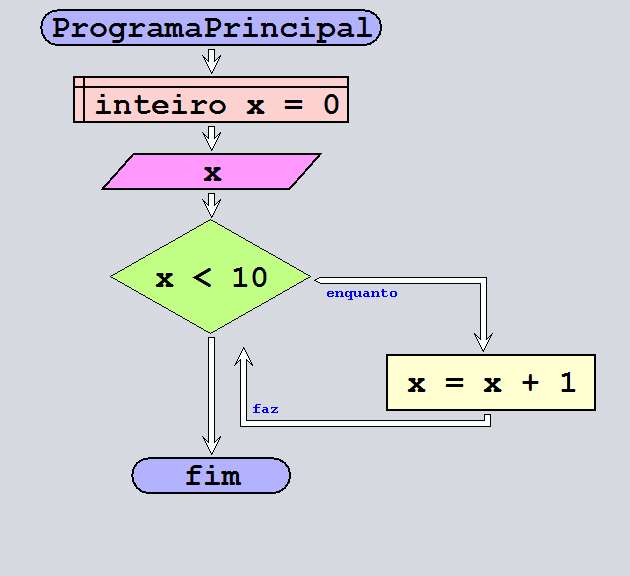 ProgramaPrincipal
inteiro x = 0
x
x < 10
enquanto
x = x + 1
faz
fim